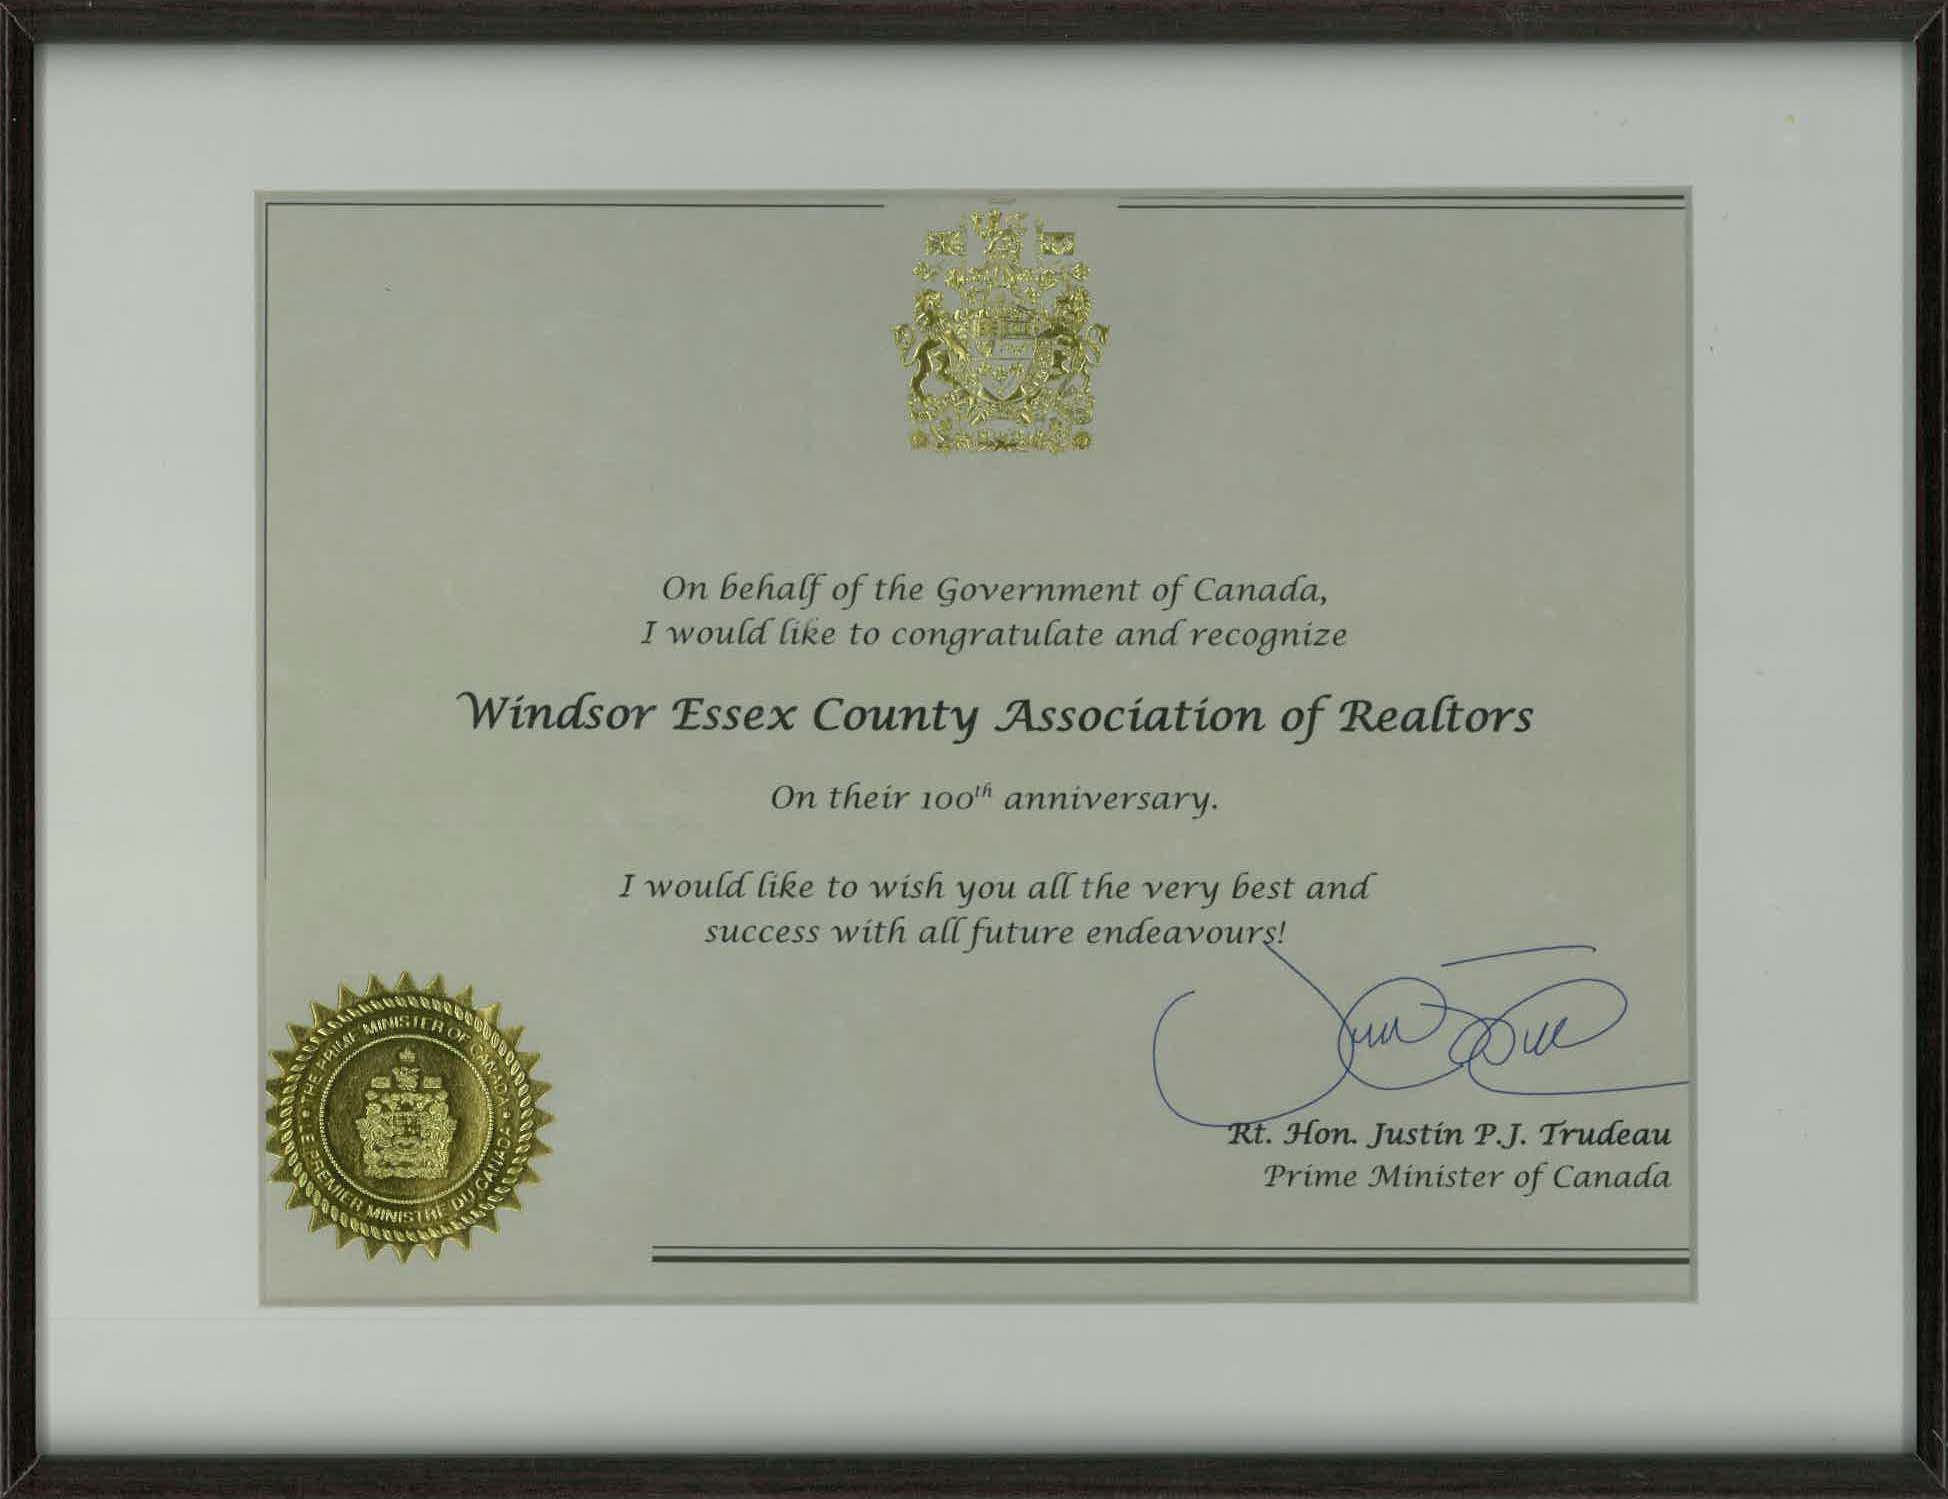 On behalf of the Government of Canada,
I would like to congratulate and recognize
Windsor Essex County Association of Realtors
On their 100th anniversary.
I would like to wish you all the very best and
success with all future endeavours!
Rt. Hon. Justin P.J. Trudeau
Prime Minister of Canada
• THE PRIME MINISTER OF CANADA •
LE PREMIER MINISTRE DU CANADA